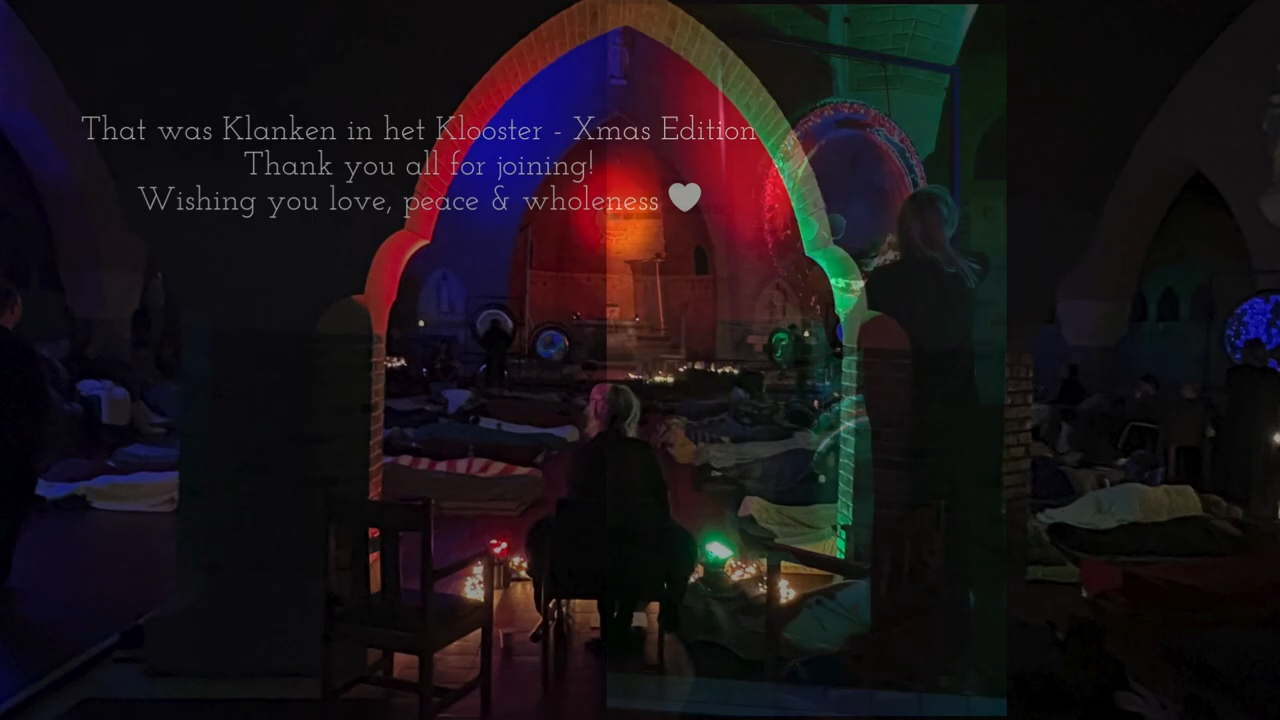 That was Klanken in het Klooster - Xmas Edition
Thank you all for joining!
Wishing you love, peace & wholeness 🤍